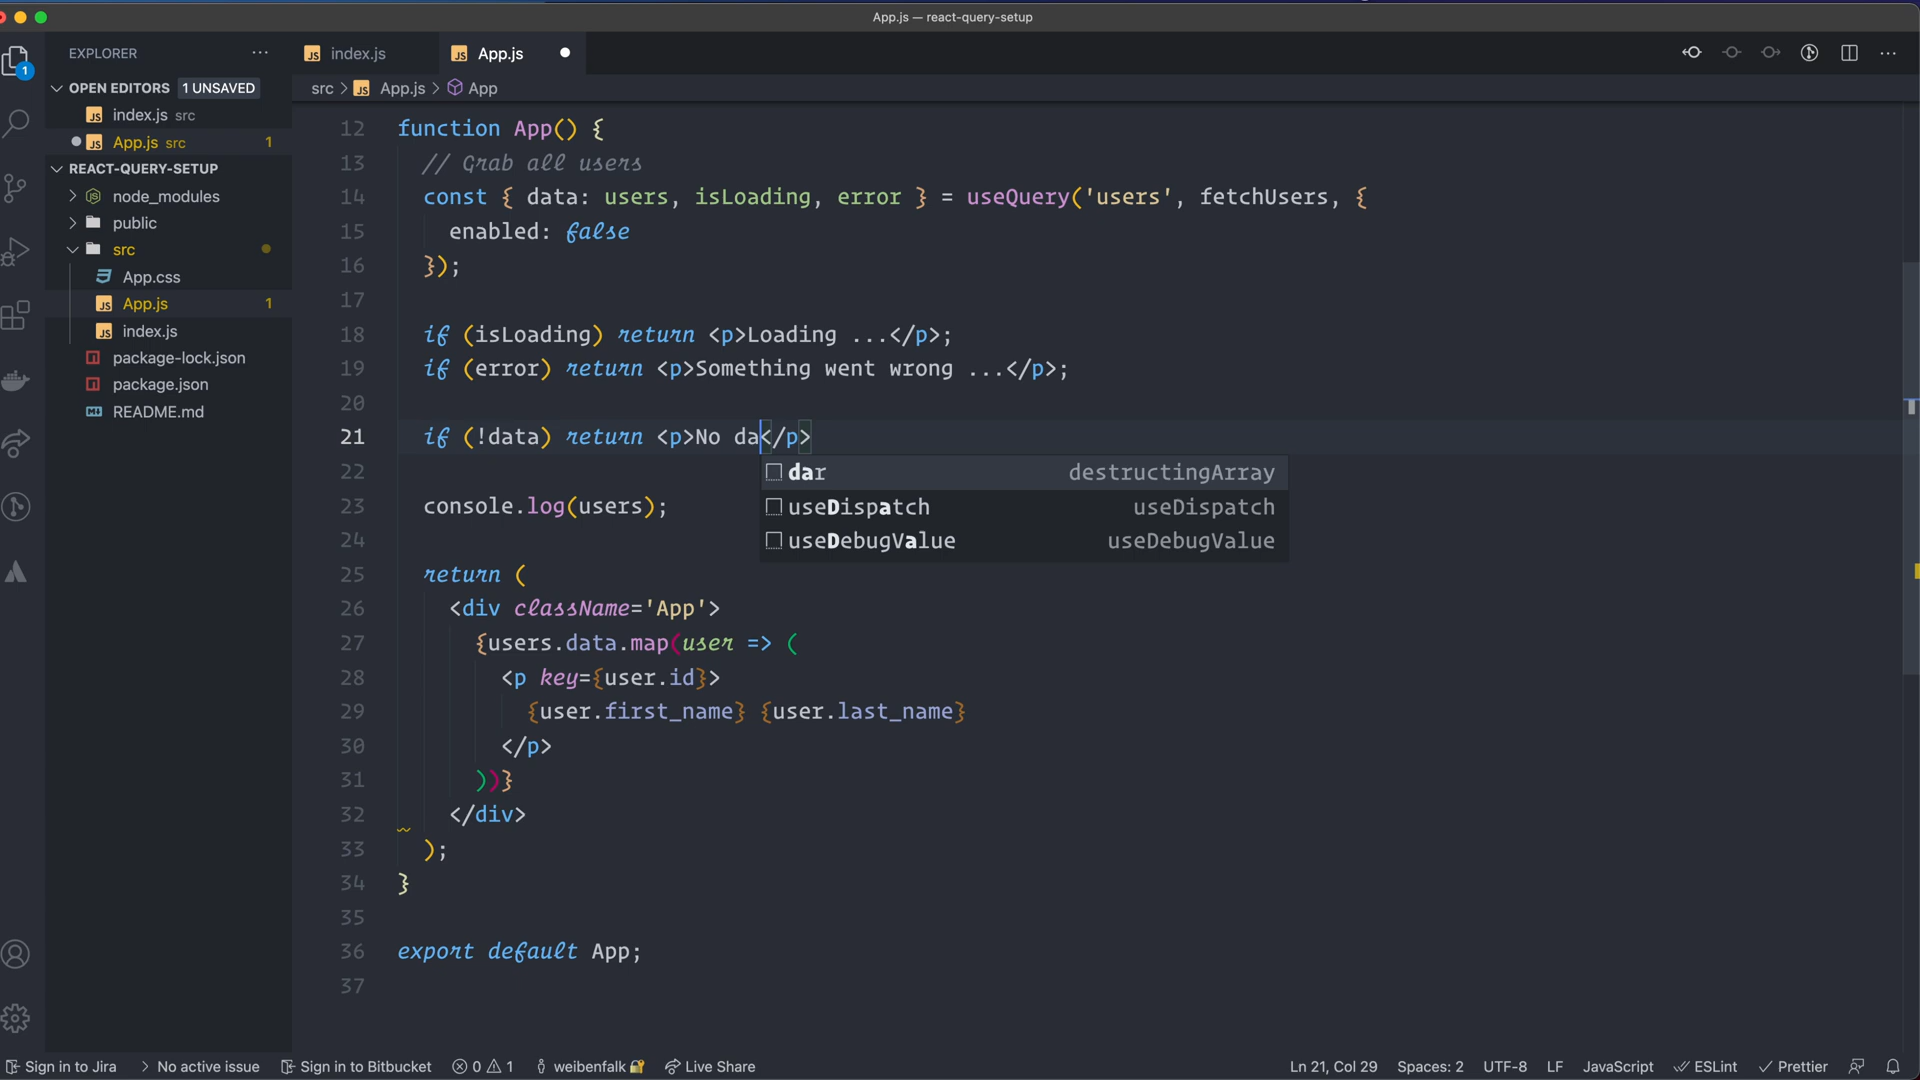 App.js — react-query-setup
EXPLORER
index.js
App.js
OPEN EDITORS 1 UNSAVED
index.js src
App.js src 1
REACT-QUERY-SETUP
node_modules
public
src
App.css
App.js 1
index.js
package-lock.json
package.json
README.md
1
src > App.js > App
12 function App() {
13 // Grab all users
14 const { data: users, isLoading, error } = useQuery('users', fetchUsers, {
15 enabled: false
16 });
17
18 if (isLoading) return <p>Loading ...</p>;
19 if (error) return <p>Something went wrong ...</p>;
20
21 if (!data) return <p>No da</p>
22
dar destructingArray
23 console.log(users);
useDispatch useDispatch
24
useDebugValue useDebugValue
25 return (
26 <div className='App'>
27 {users.data.map(user => (
28 <p key={user.id}>
29 {user.first_name} {user.last_name}
30 </p>
31 ))}
32 </div>
33 );
34 }
35
36 export default App;
37
Sign in to Jira > No active issue Sign in to Bitbucket 0 1 weibenfalk🔐 Live Share Ln 21, Col 29 Spaces: 2 UTF-8 LF JavaScript ESLint Prettier